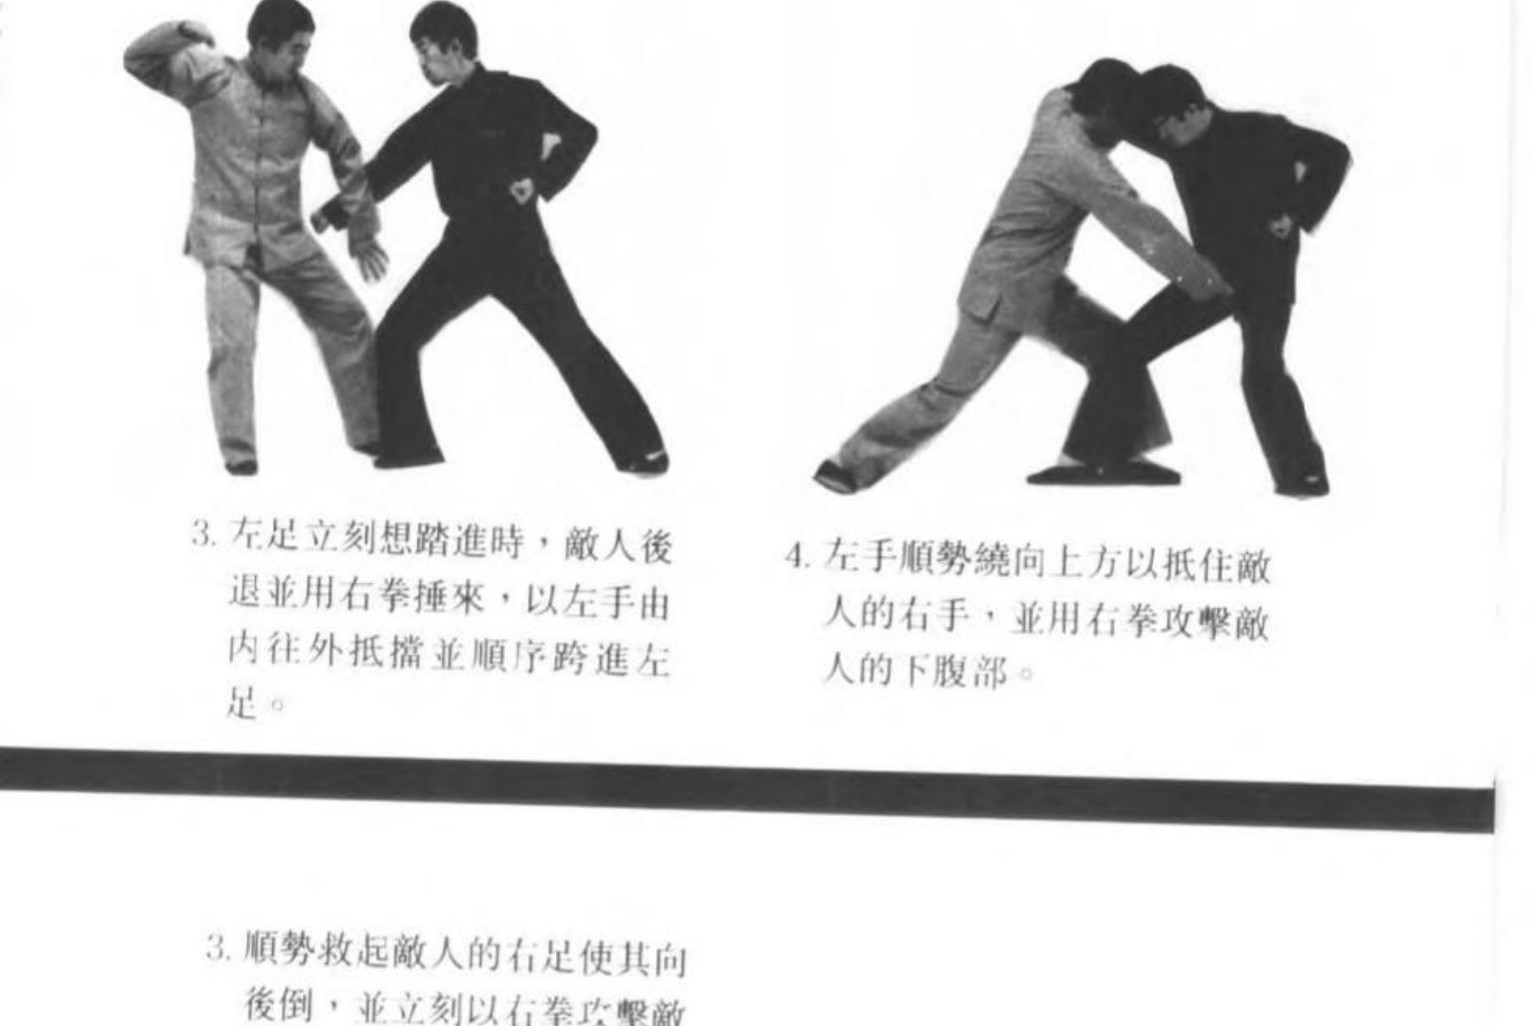 3. 左足立刻想踏進時，敵人後
退並用右拳捶來，以左手由
內往外抵擋並順序跨進左
足。
4. 左手順勢繞向上方以抵住敵
人的右手，並用右拳攻擊敵
人的下腹部。
3. 順勢救起敵人的右足使其向
後倒，並立刻以右拳攻擊敵